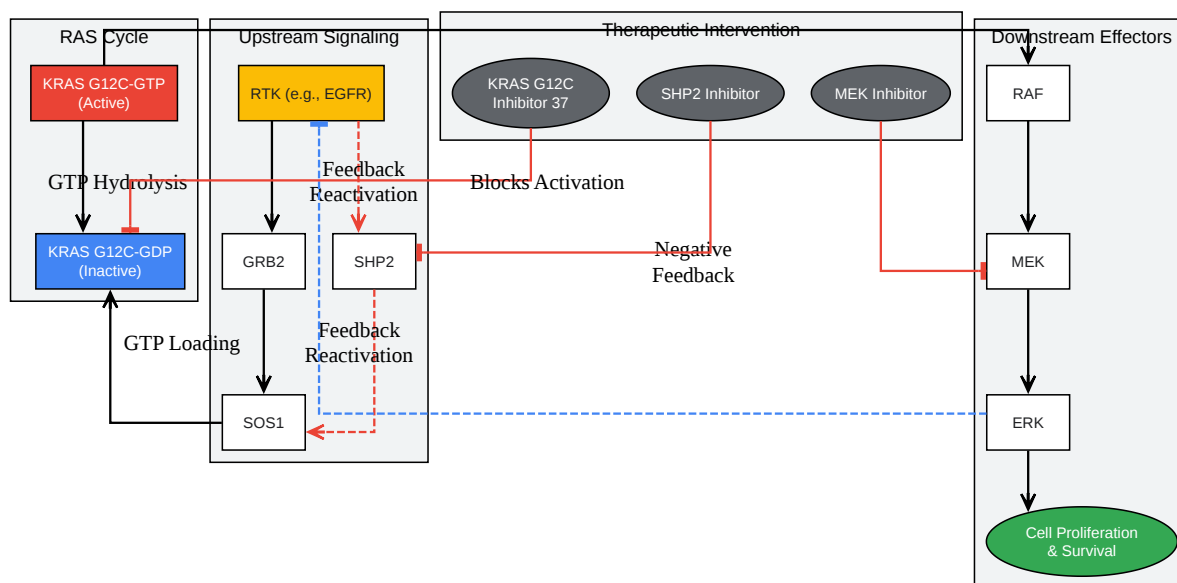 RAS Cycle
Upstream Signaling
Therapeutic Intervention
Downstream Effectors
KRAS G12C-GTP
(Active)
RTK (e.g., EGFR)
KRAS G12C
Inhibitor 37
SHP2 Inhibitor
MEK Inhibitor
RAF
GTP Hydrolysis
Feedback
Reactivation
Blocks Activation
KRAS G12C-GDP
(Inactive)
GRB2
SHP2
Negative
Feedback
MEK
GTP Loading
Feedback
Reactivation
SOS1
ERK
Cell Proliferation
& Survival